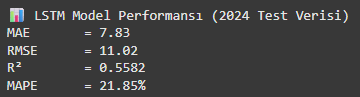 📊 LSTM Model Performansı (2024 Test Verisi)
MAE = 7.83
RMSE = 11.02
R² = 0.5582
MAPE = 21.85%